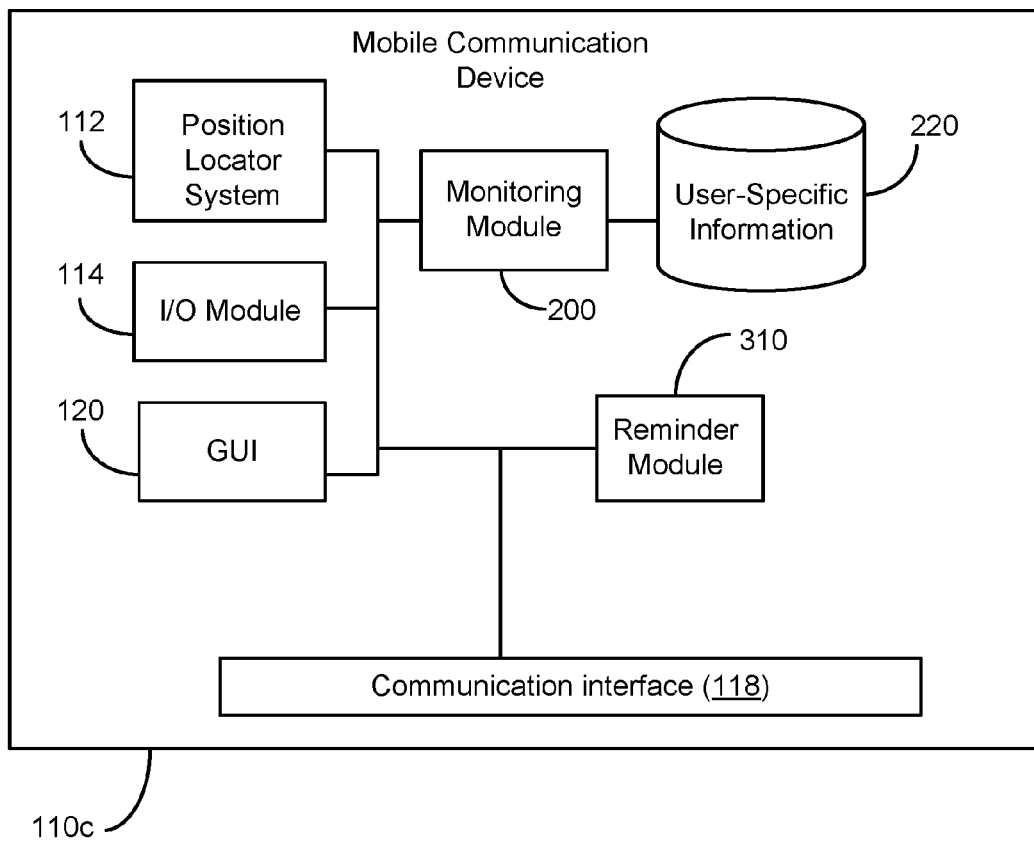 Mobile Communication
Device
112
Position
Locator
System
Monitoring
Module
User-Specific
Information
220
114
I/O Module
200
310
120
GUI
Reminder
Module
Communication interface (118)
110c